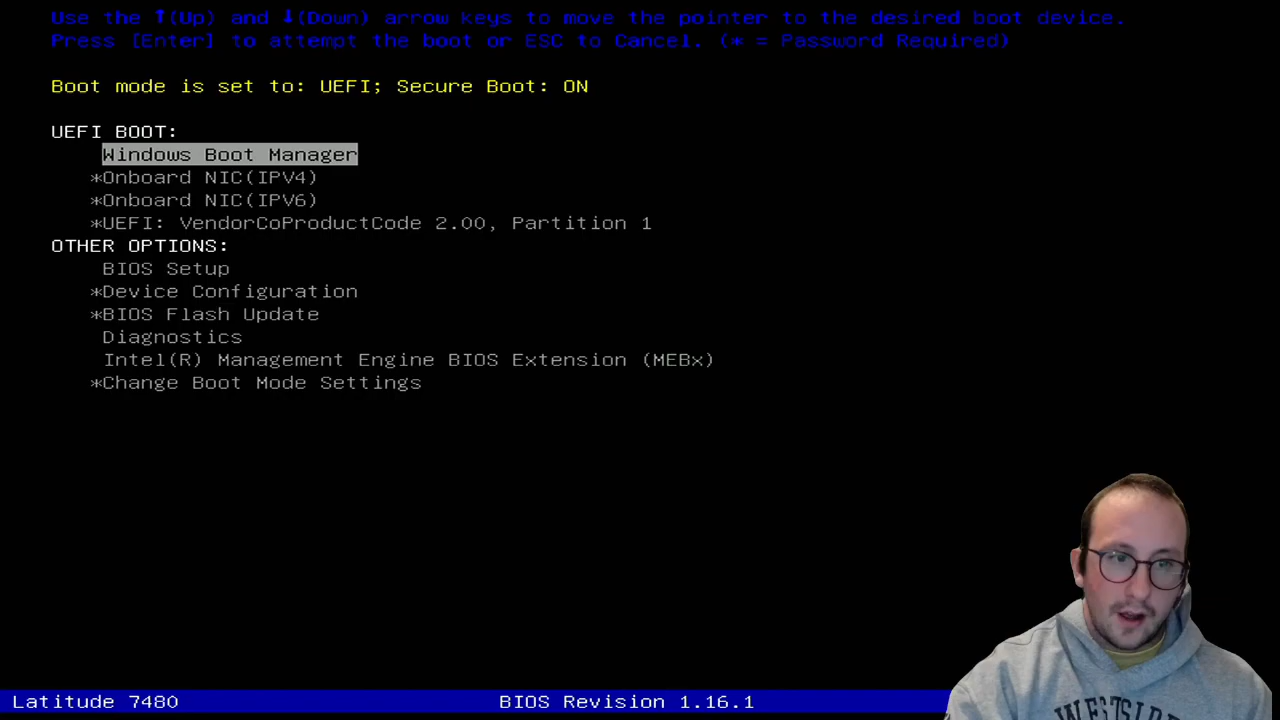 Use the ↑(Up) and ↓(Down) arrow keys to move the pointer to the desired boot device.
Press [Enter] to attempt the boot or ESC to Cancel. (* = Password Required)
Boot mode is set to: UEFI; Secure Boot: ON
UEFI BOOT:
Windows Boot Manager
*Onboard NIC(IPV4)
*Onboard NIC(IPV6)
*UEFI: VendorCoProductCode 2.00, Partition 1
OTHER OPTIONS:
BIOS Setup
*Device Configuration
*BIOS Flash Update
Diagnostics
Intel(R) Management Engine BIOS Extension (MEBx)
*Change Boot Mode Settings
Latitude 7480
BIOS Revision 1.16.1